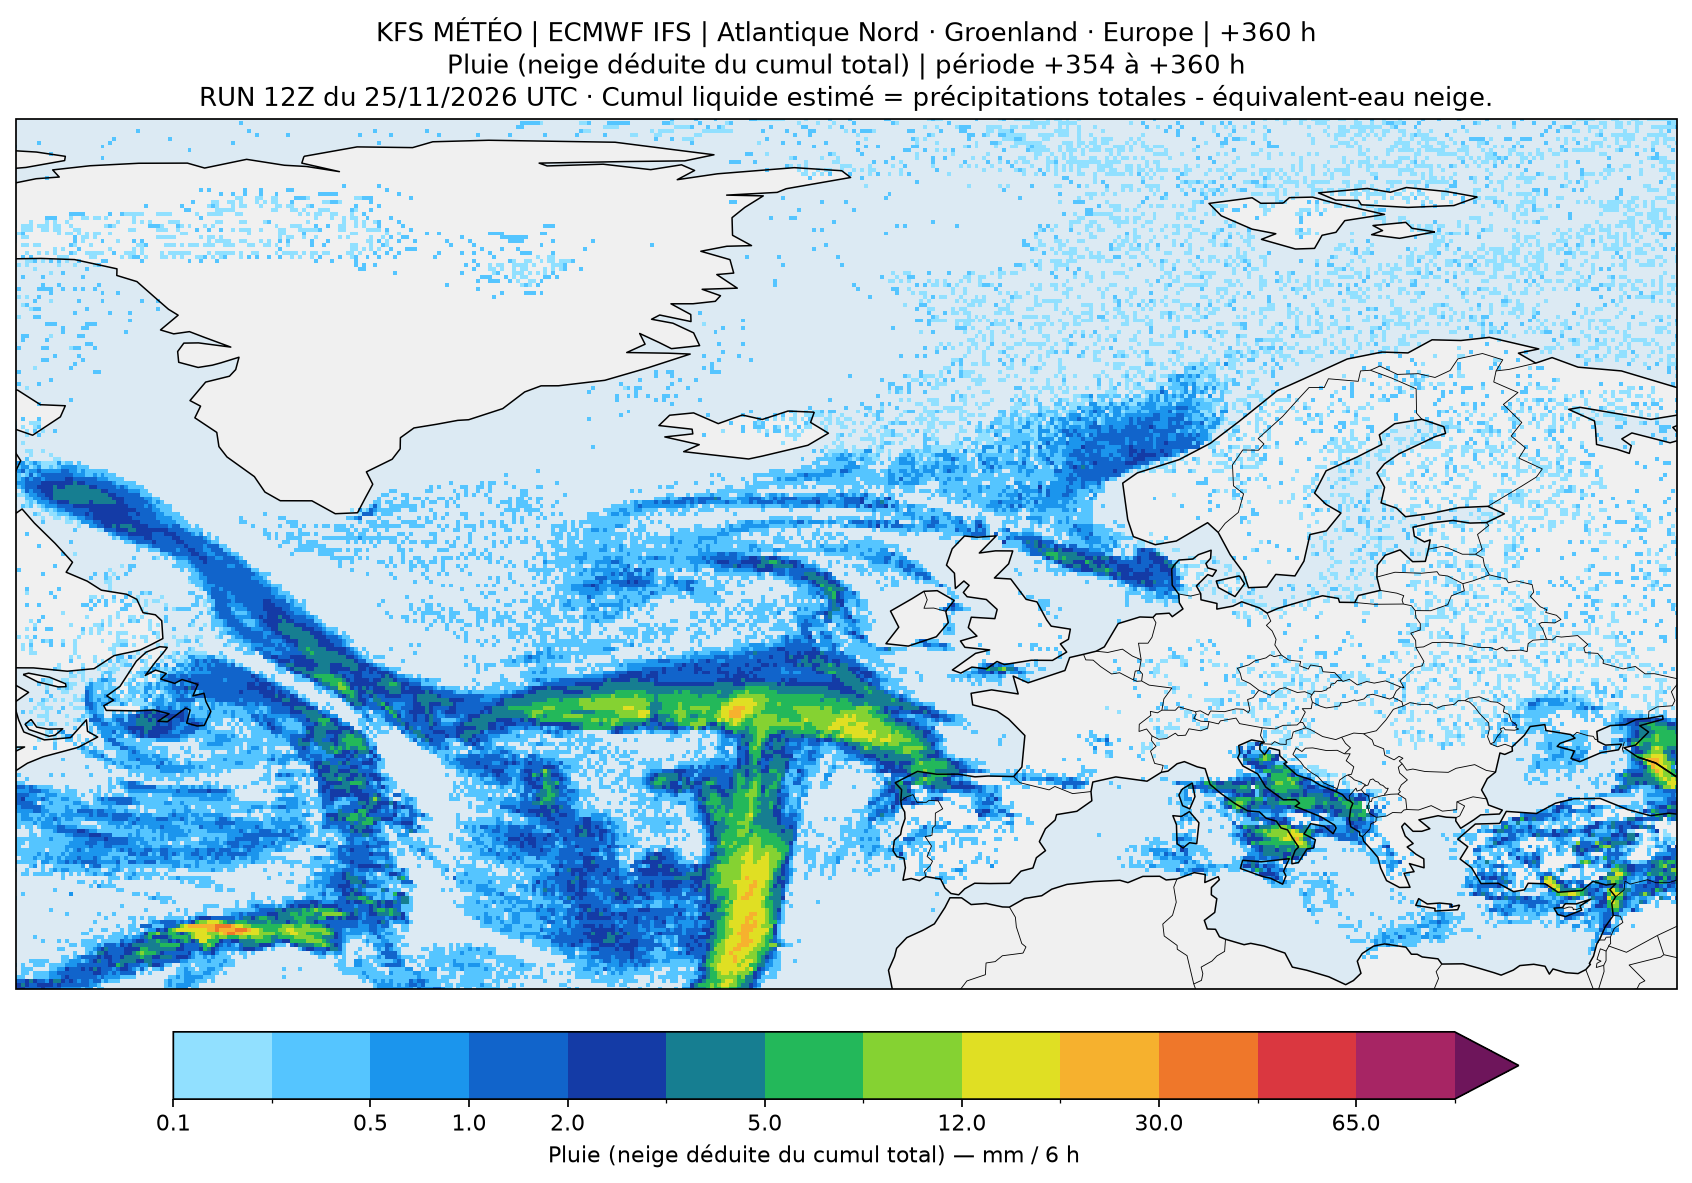 KFS MÉTÉO | ECMWF IFS | Atlantique Nord · Groenland · Europe | +360 h
Pluie (neige déduite du cumul total) | période +354 à +360 h
RUN 12Z du 25/11/2026 UTC · Cumul liquide estimé = précipitations totales - équivalent-eau neige.
0.1 0.5 1.0 2.0 5.0 12.0 30.0 65.0
Pluie (neige déduite du cumul total) — mm / 6 h